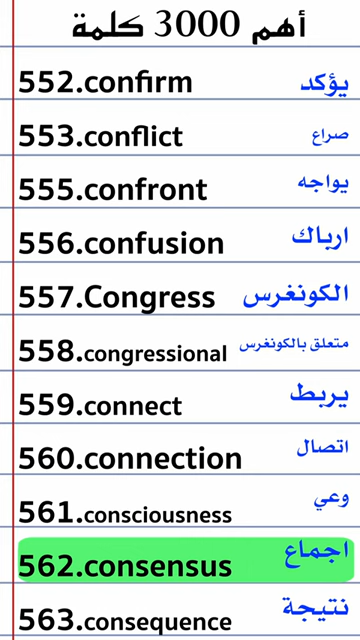 أهم 3000 كلمة
552.confirm يؤكد
553.conflict صراع
555.confront يواجه
556.confusion ارباك
557.Congress الكونغرس
558.congressional متعلق بالكونغرس
559.connect يربط
560.connection اتصال
561.consciousness وعي
562.consensus اجماع
563.consequence نتيجة